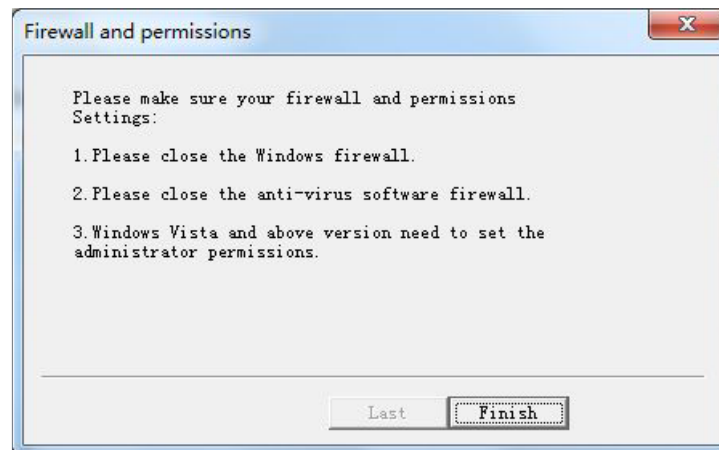 Firewall and permissions
Please make sure your firewall and permissions
Settings:
1.Please close the Windows firewall.
2.Please close the anti-virus software firewall.
3.Windows Vista and above version need to set the
administrator permissions.
Last Finish